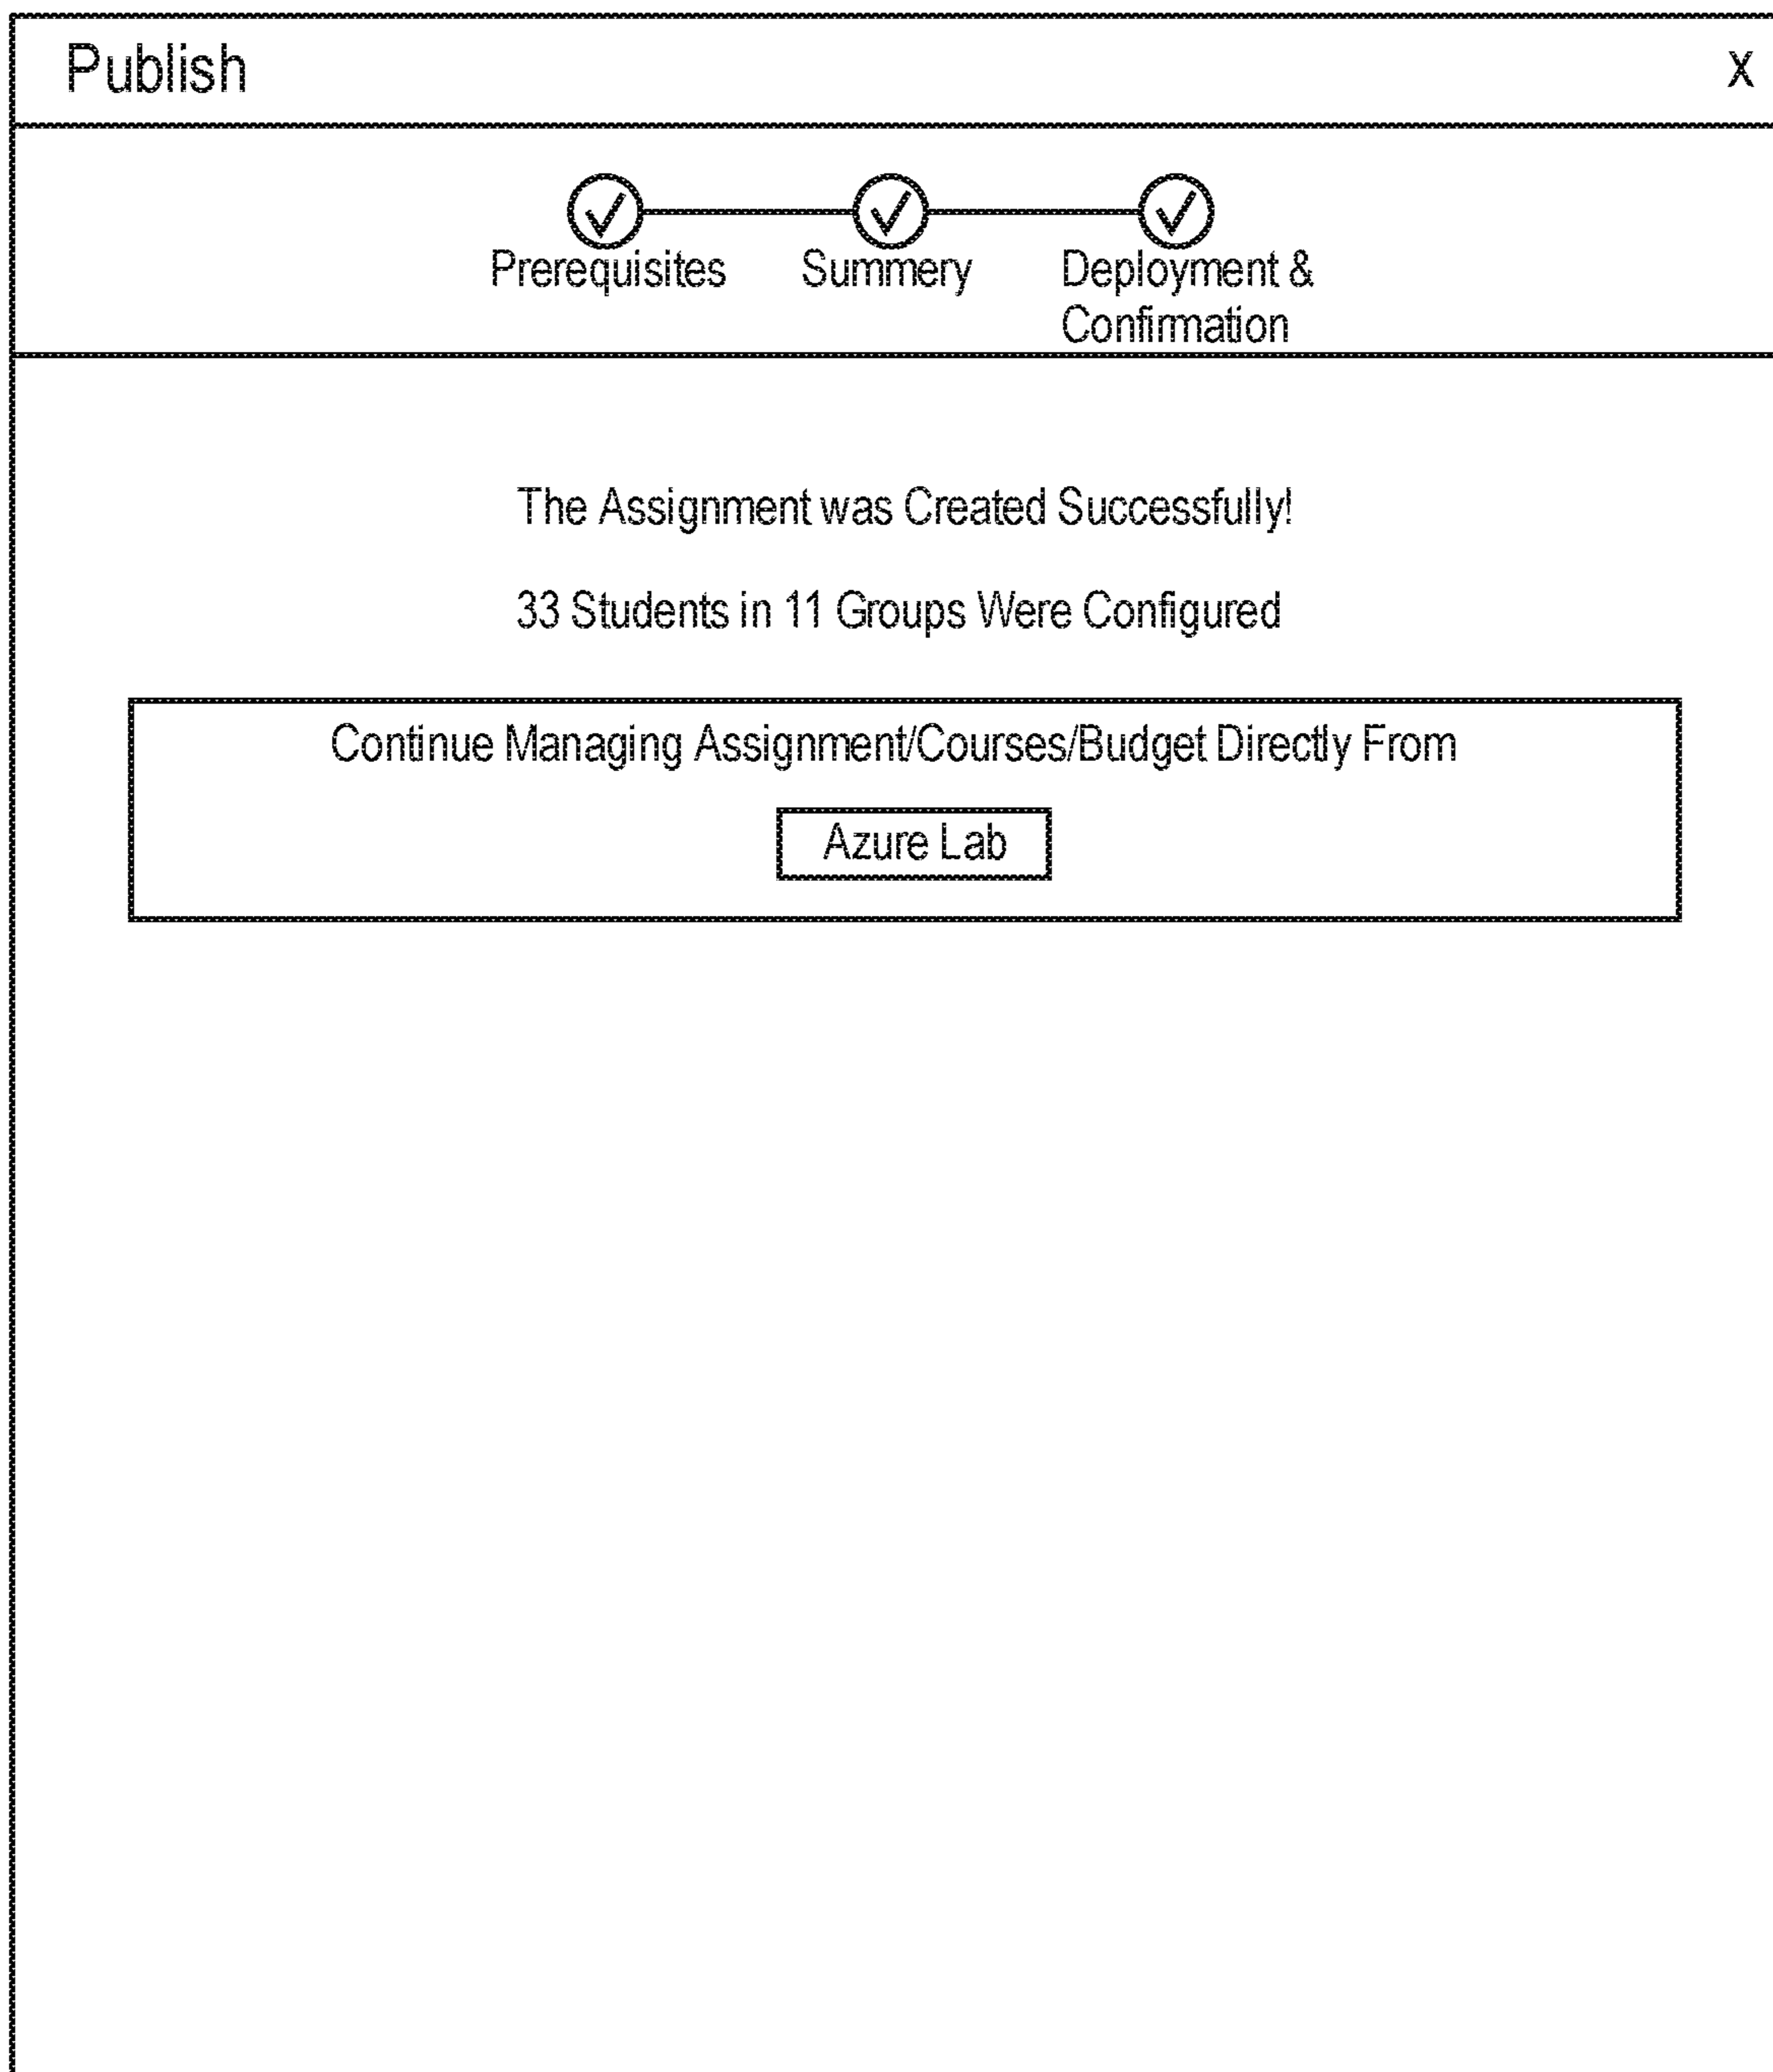 Publish X
Prerequisites Summery Deployment &
Confirmation
The Assignment was Created Successfully!
33 Students in 11 Groups Were Configured
Continue Managing Assignment/Courses/Budget Directly From
Azure Lab